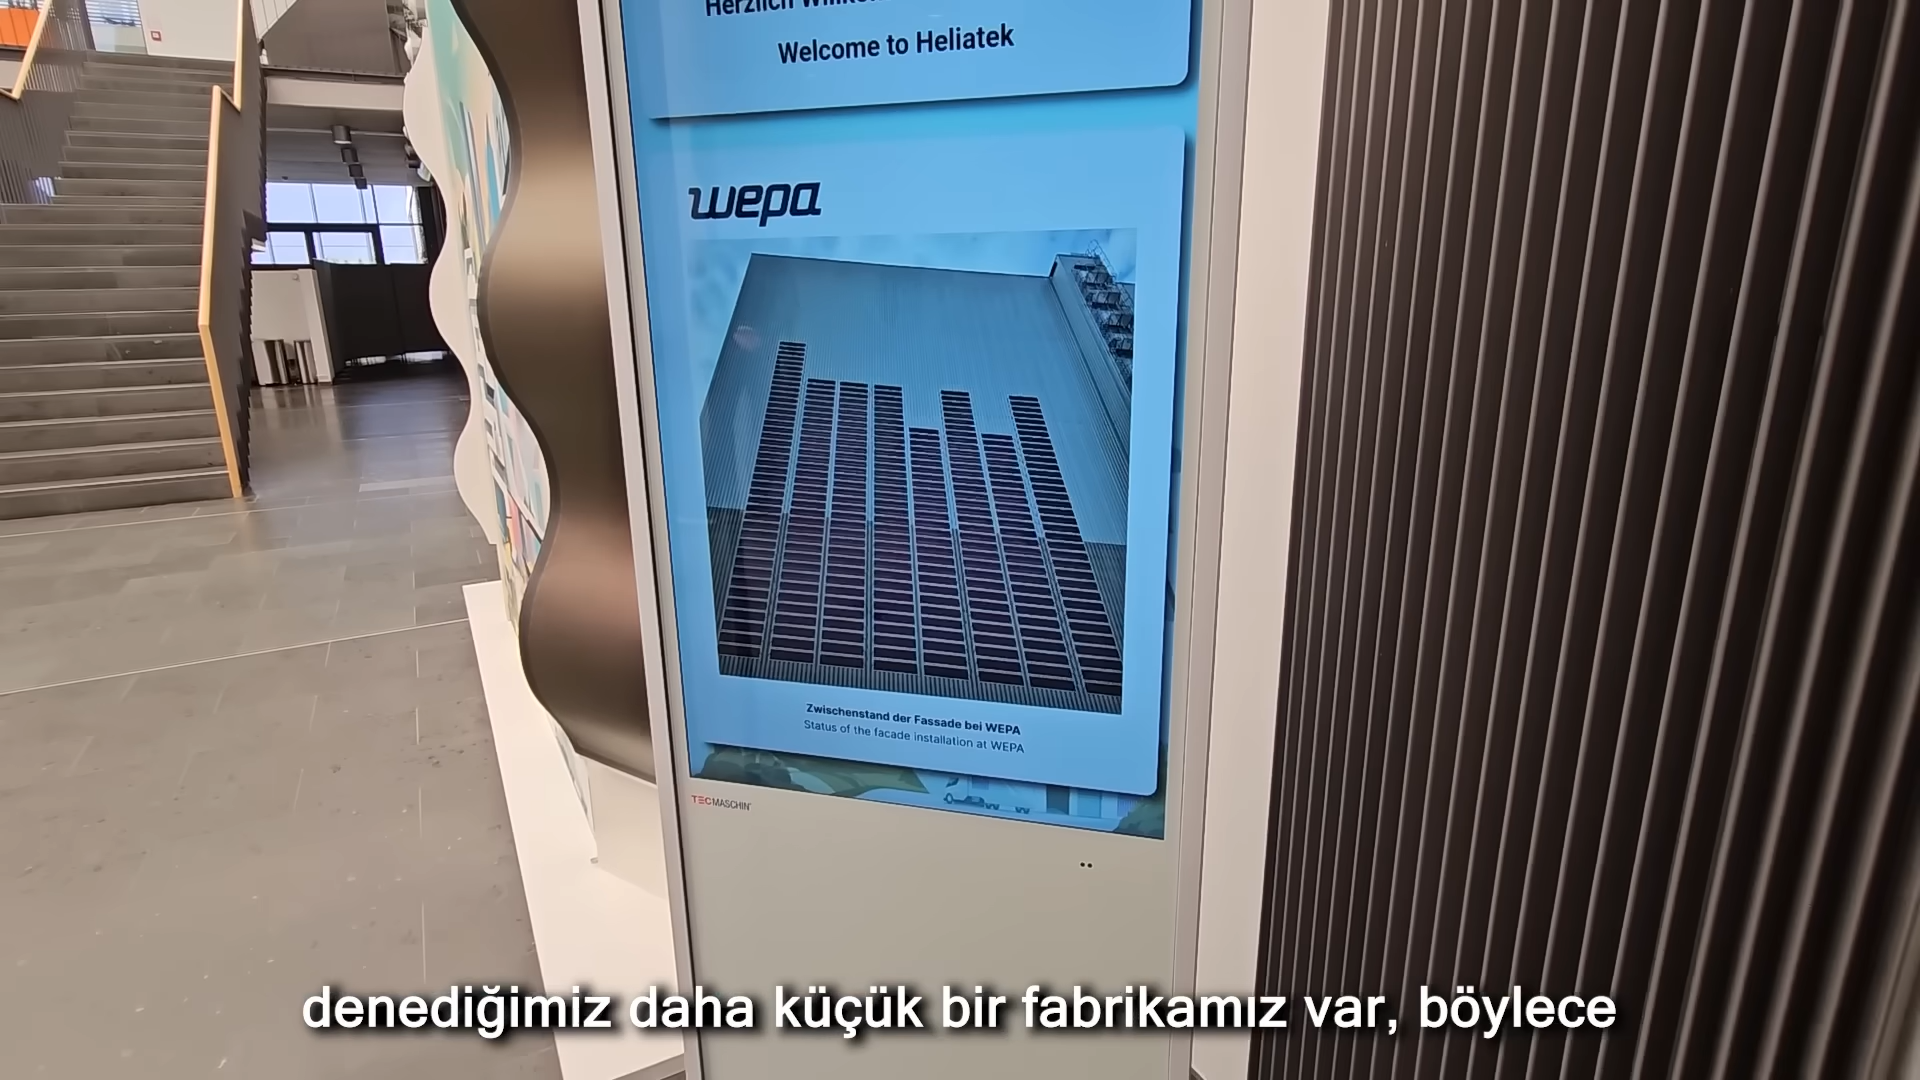 Herzlich
Welcome to Heliatek
wepa
Zwischenstand der Fassade bei WEPA
Status of the facade installation at WEPA
TECMASCHIN
denediğimiz daha küçük bir fabrikamız var, böylece